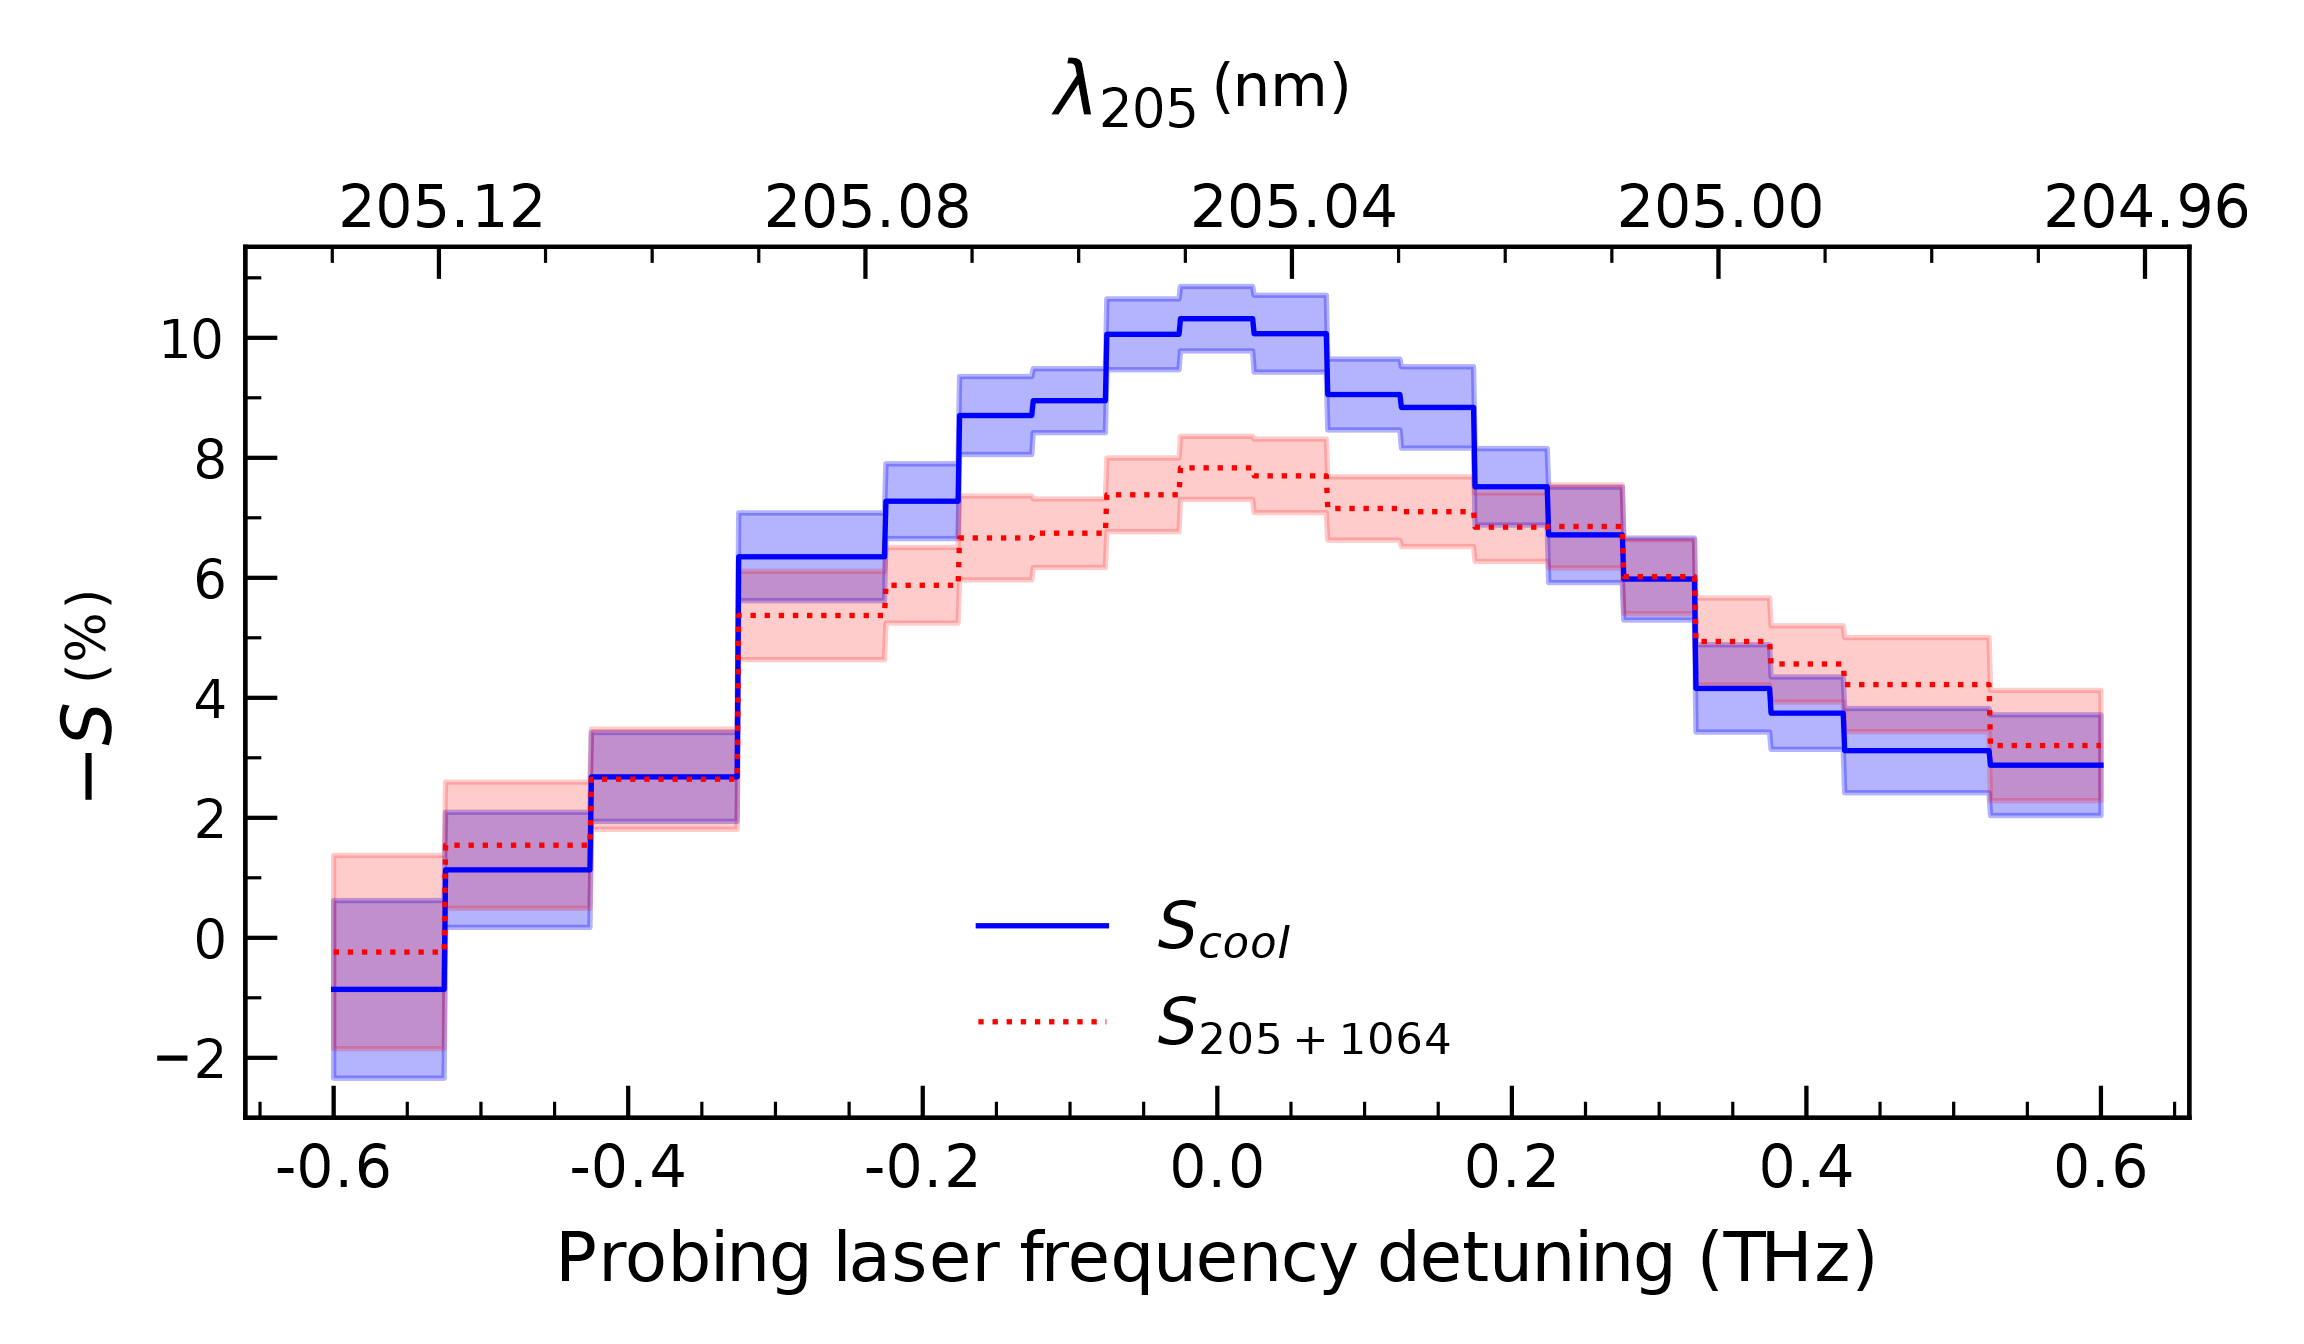 λ205 (nm)
205.12 205.08 205.04 205.00 204.96
−S (%)
10
8
6
4
2
0
−2
Scool
S205 + 1064
-0.6 -0.4 -0.2 0.0 0.2 0.4 0.6
Probing laser frequency detuning (THz)